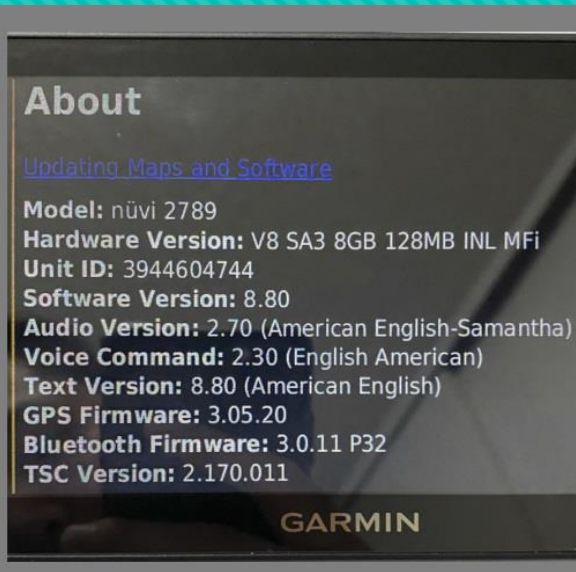 About
Updating Maps and Software
Model: nüvi 2789
Hardware Version: V8 SA3 8GB 128MB INL MFi
Unit ID: 3944604744
Software Version: 8.80
Audio Version: 2.70 (American English-Samantha)
Voice Command: 2.30 (English American)
Text Version: 8.80 (American English)
GPS Firmware: 3.05.20
Bluetooth Firmware: 3.0.11 P32
TSC Version: 2.170.011
GARMIN